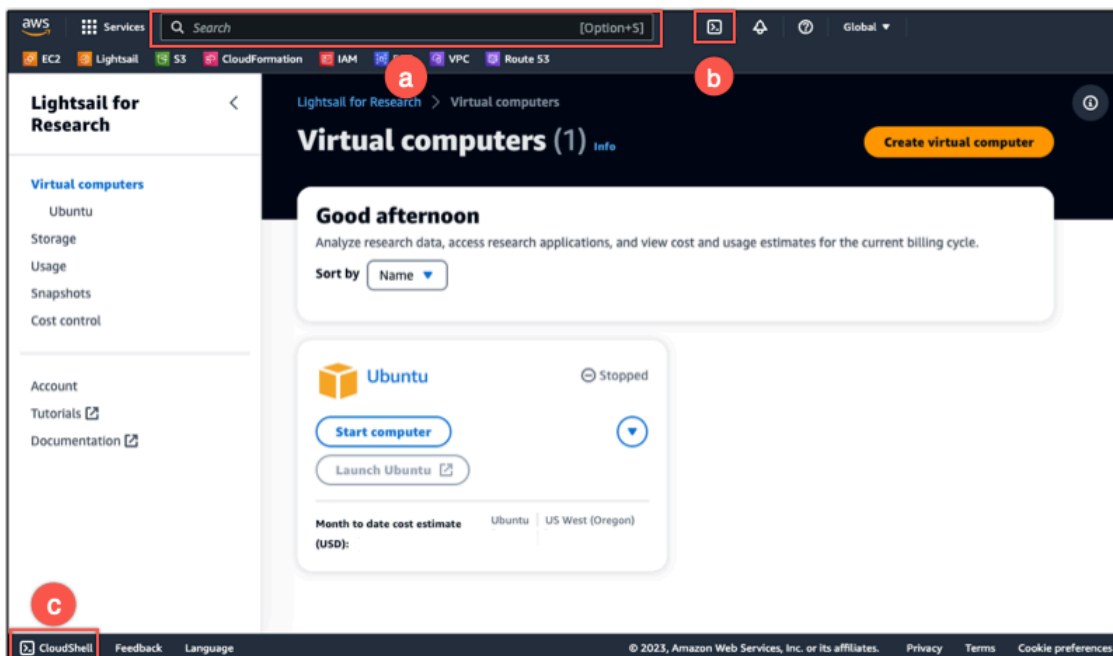 aws Services Search [Option+S] Global
EC2 Lightsail S3 CloudFormation IAM VPC Route 53
a
b
Lightsail for
Research
Virtual computers
Ubuntu
Storage
Usage
Snapshots
Cost control
Account
Tutorials
Documentation
Lightsail for Research > Virtual computers
Virtual computers (1) Info
Create virtual computer
Good afternoon
Analyze research data, access research applications, and view cost and usage estimates for the current billing cycle.
Sort by Name
Ubuntu Stopped
Start computer
Launch Ubuntu
Month to date cost estimate
(USD):
Ubuntu US West (Oregon)
c
CloudShell Feedback Language © 2023, Amazon Web Services, Inc. or its affiliates. Privacy Terms Cookie preferences